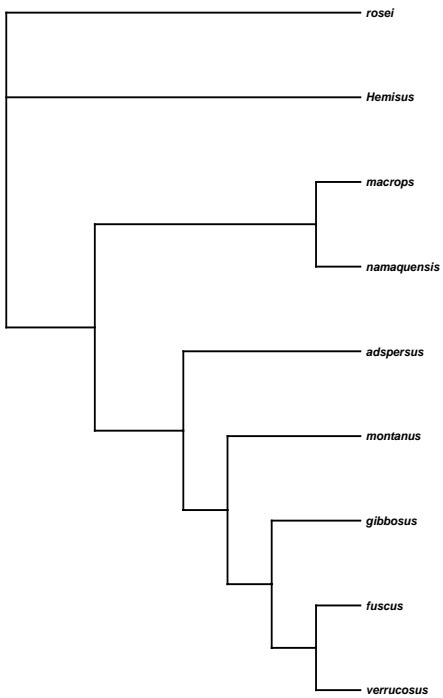 rosei
Hemisus
macrops
namaquensis
adspersus
montanus
gibbosus
fuscus
verrucosus